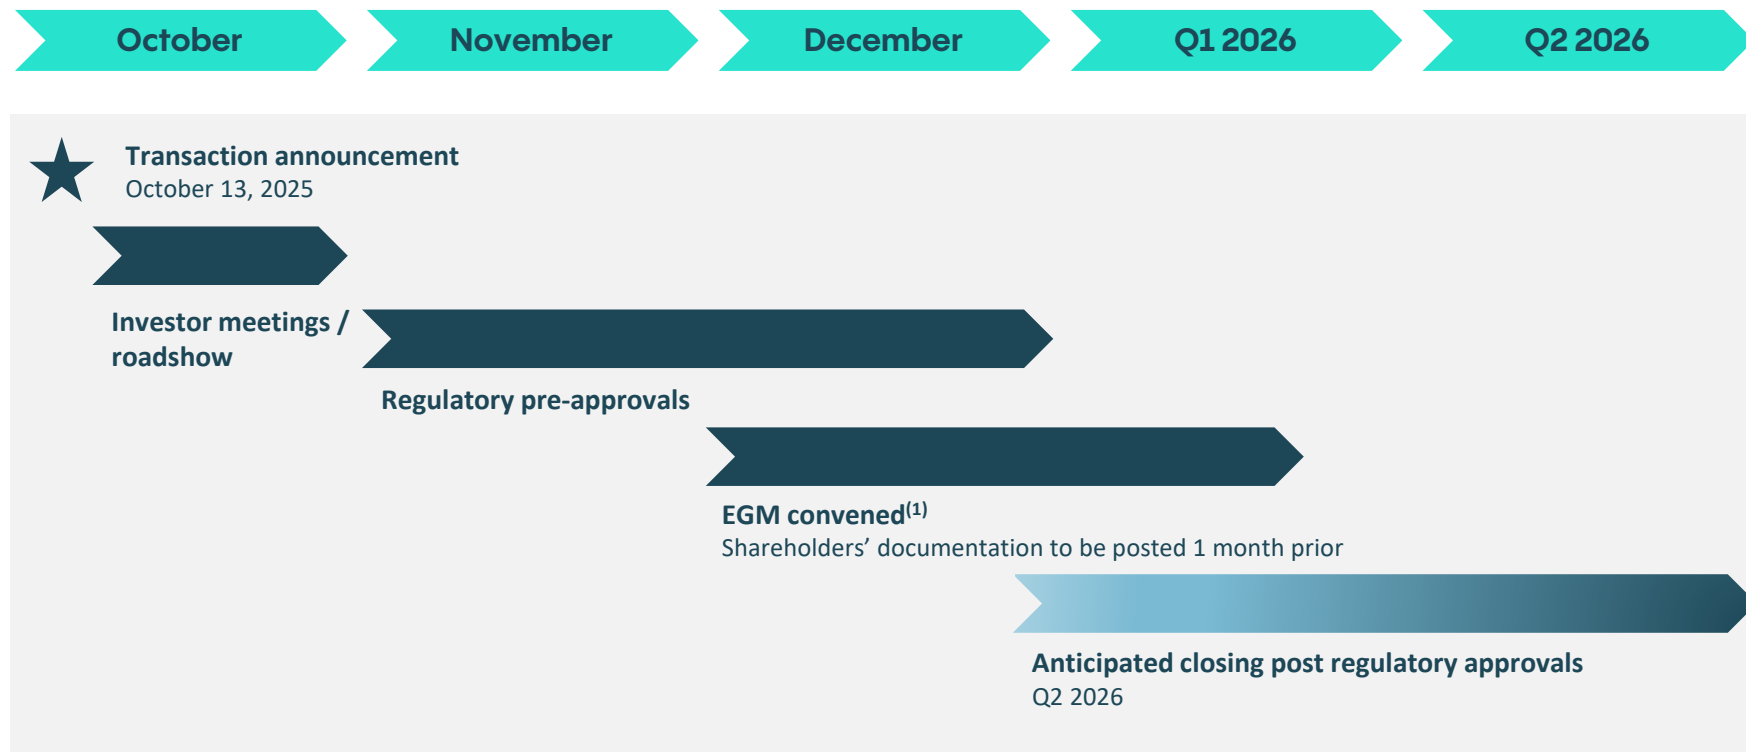 October
November
December
Q1 2026
Q2 2026
Transaction announcement
October 13, 2025
Investor meetings /
roadshow
Regulatory pre-approvals
EGM convened(1)
Shareholders’ documentation to be posted 1 month prior
Anticipated closing post regulatory approvals
Q2 2026